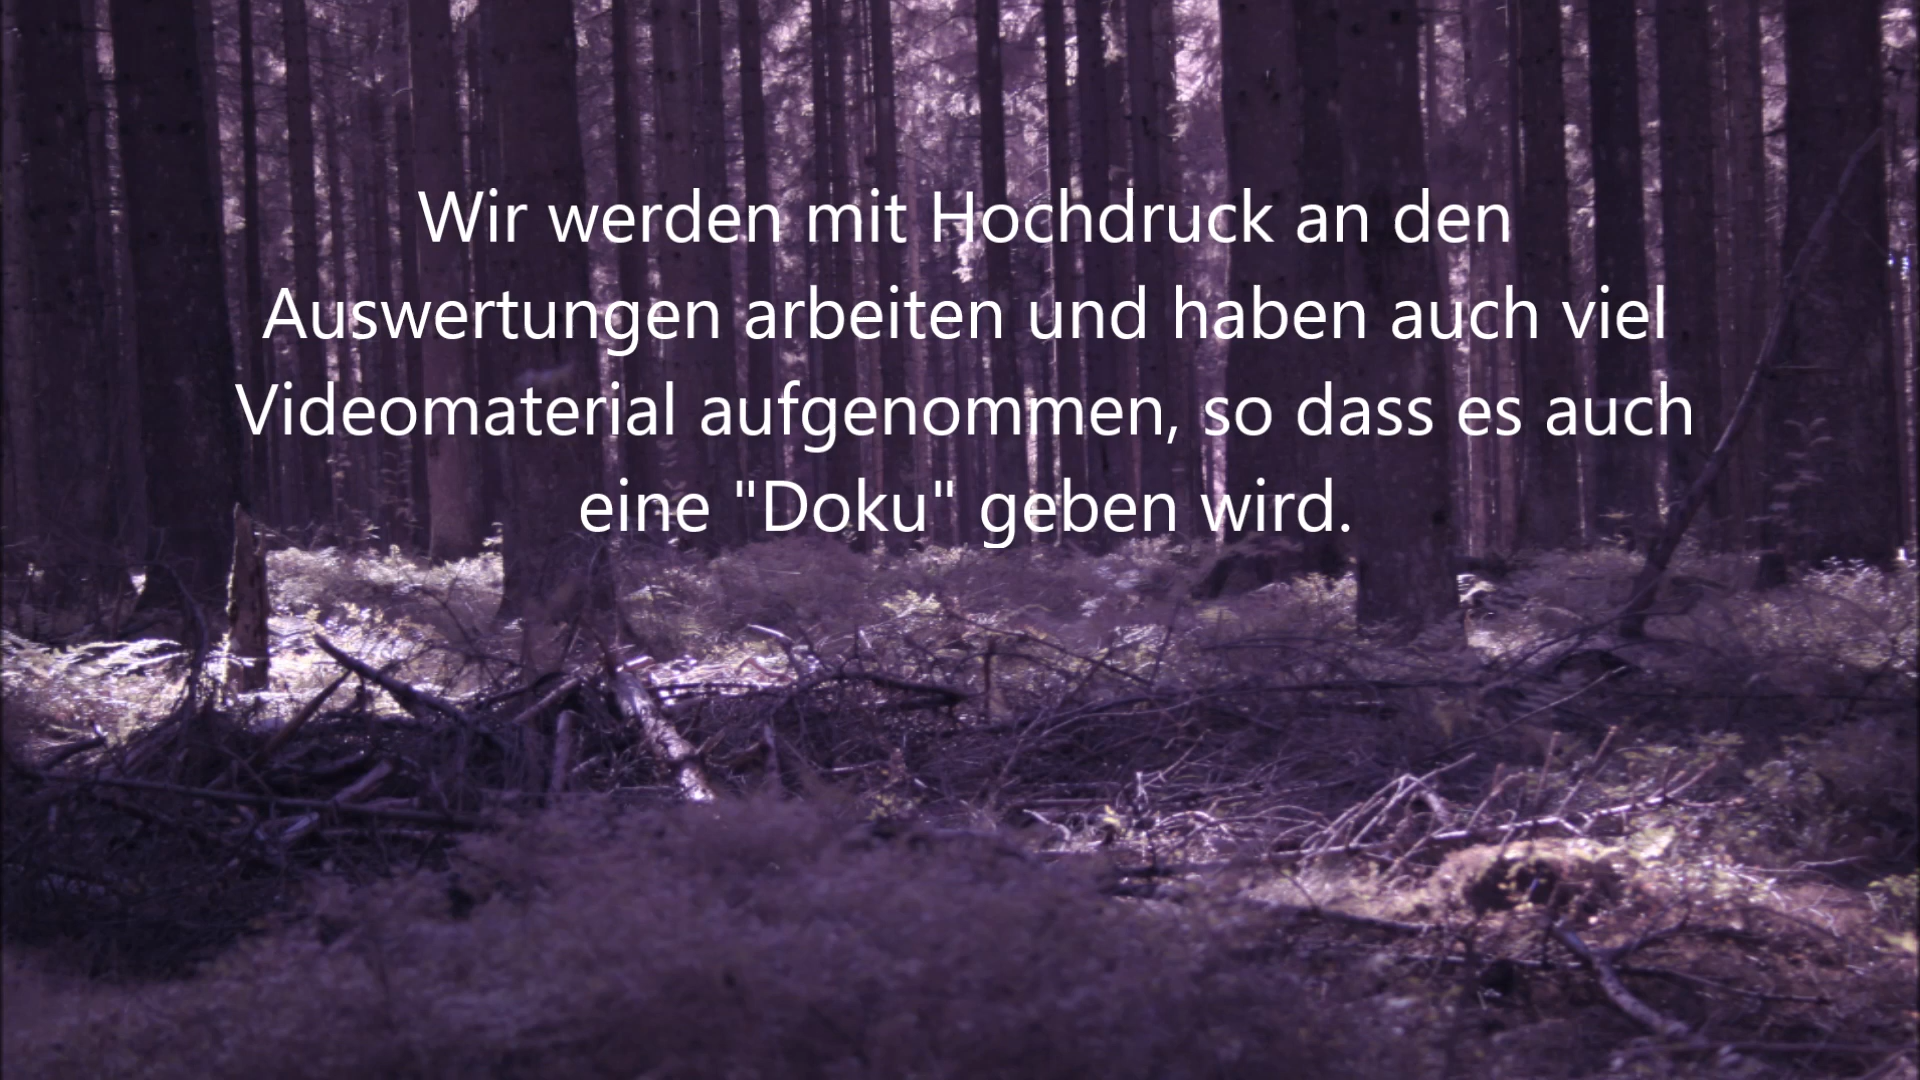 Wir werden mit Hochdruck an den
Auswertungen arbeiten und haben auch viel
Videomaterial aufgenommen, so dass es auch
eine "Doku" geben wird.